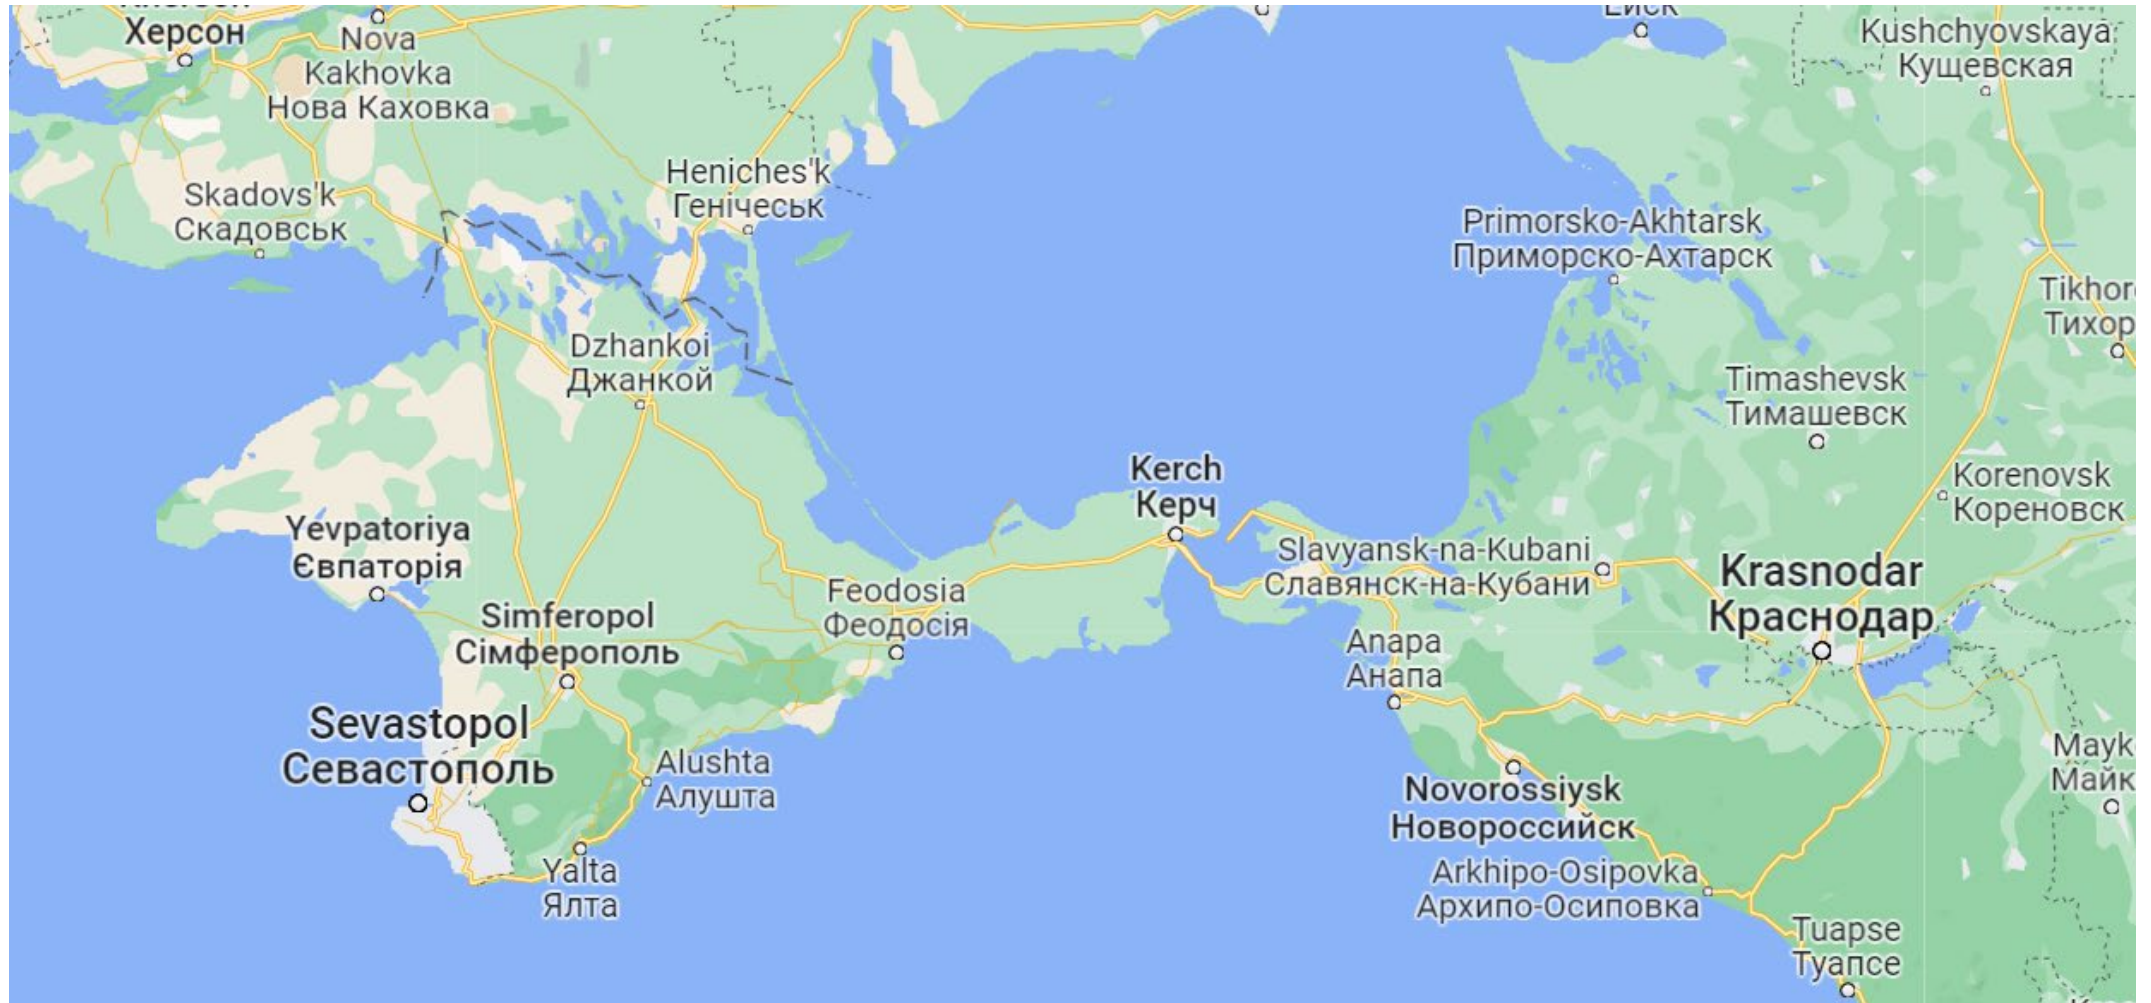 Херсон
Nova
Kakhovka
Нова Каховка
Ейск
Kushchyovskaya
Кущевская
Heniches'k
Генічеськ
Skadovs'k
Скадовськ
Primorsko-Akhtarsk
Приморско-Ахтарск
Dzhankoi
Джанкой
Timashevsk
Тимашевск
Kerch
Керч
Korenovsk
Кореновск
Yevpatoriya
Євпаторія
Slavyansk-na-Kubani
Славянск-на-Кубани
Krasnodar
Краснодар
Feodosia
Феодосія
Simferopol
Сімферополь
Anapa
Анапа
Sevastopol
Севастополь
Alushta
Алушта
Novorossiysk
Новороссийск
Yalta
Ялта
Arkhipo-Osipovka
Архипо-Осиповка
Tuapse
Туапсе